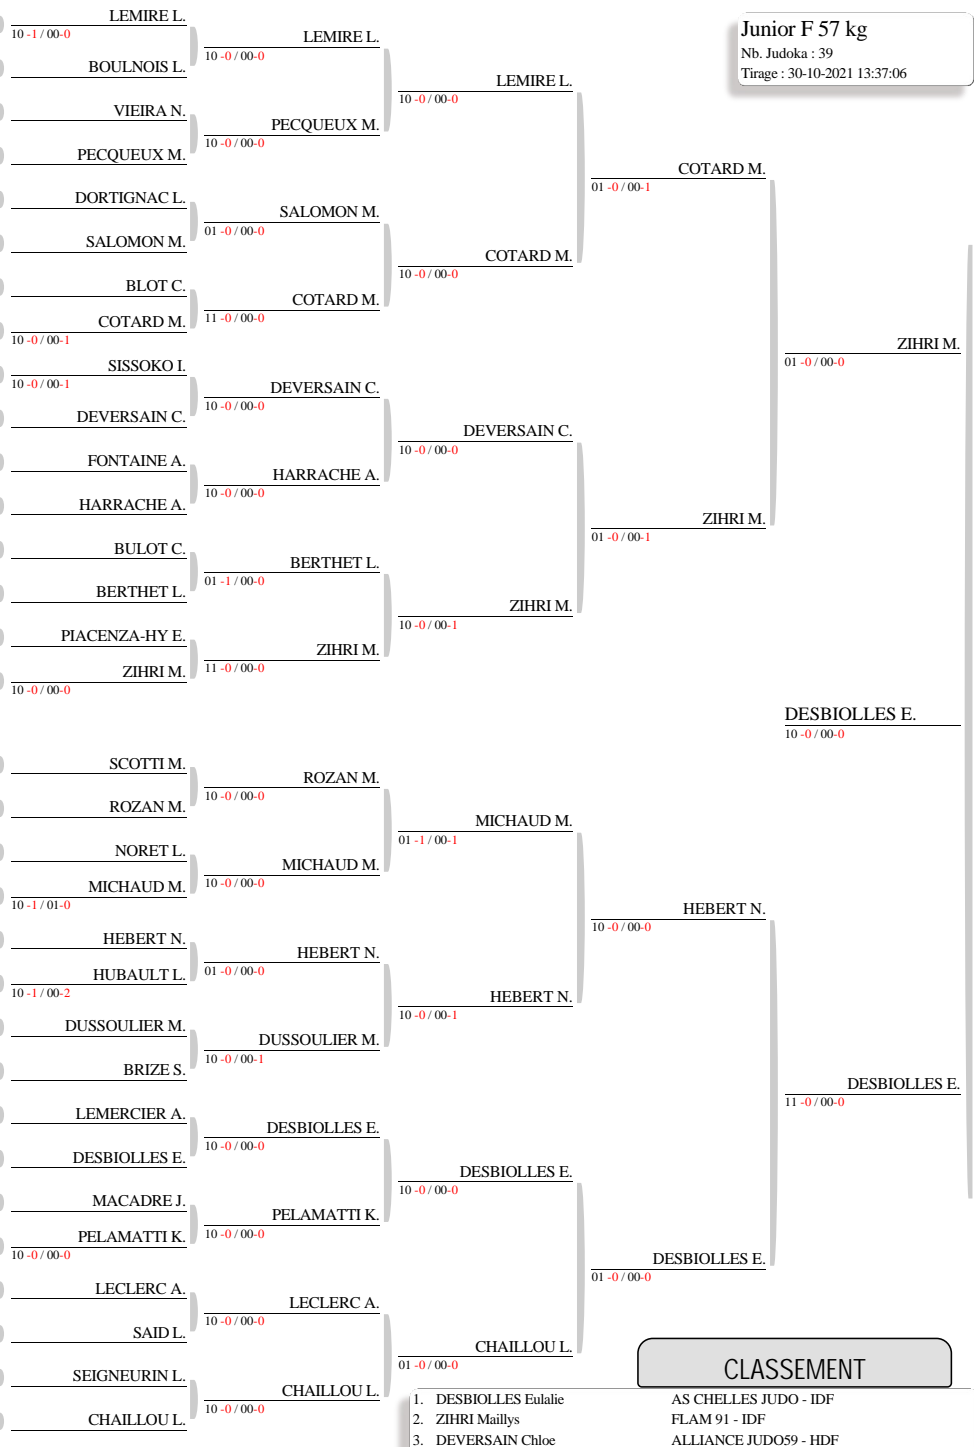 Junior F 57 kg
Nb. Judoka : 39
Tirage : 30-10-2021 13:37:06
LEMIRE L.
10 -1 / 00-0
BOULNOIS L.
VIEIRA N.
PECQUEUX M.
DORTIGNAC L.
SALOMON M.
BLOT C.
COTARD M.
10 -0 / 00-1
SISSOKO I.
10 -0 / 00-1
DEVERSAIN C.
FONTAINE A.
HARRACHE A.
BULOT C.
BERTHET L.
PIACENZA-HY E.
ZIHRI M.
10 -0 / 00-0
SCOTTI M.
ROZAN M.
NORET L.
MICHAUD M.
10 -1 / 01-0
HEBERT N.
HUBAULT L.
10 -1 / 00-2
DUSSOULIER M.
BRIZE S.
LEMERCIER A.
DESBIOLLES E.
MACADRE J.
PELAMATTI K.
10 -0 / 00-0
LECLERC A.
SAID L.
SEIGNEURIN L.
CHAILLOU L.
LEMIRE L.
10 -0 / 00-0
PECQUEUX M.
10 -0 / 00-0
SALOMON M.
01 -0 / 00-0
COTARD M.
11 -0 / 00-0
DEVERSAIN C.
10 -0 / 00-0
HARRACHE A.
10 -0 / 00-0
BERTHET L.
01 -1 / 00-0
ZIHRI M.
11 -0 / 00-0
ROZAN M.
10 -0 / 00-0
MICHAUD M.
10 -0 / 00-0
HEBERT N.
01 -0 / 00-0
DUSSOULIER M.
10 -0 / 00-1
DESBIOLLES E.
10 -0 / 00-0
PELAMATTI K.
10 -0 / 00-0
LECLERC A.
10 -0 / 00-0
CHAILLOU L.
10 -0 / 00-0
LEMIRE L.
10 -0 / 00-0
COTARD M.
10 -0 / 00-0
DEVERSAIN C.
10 -0 / 00-0
ZIHRI M.
10 -0 / 00-1
MICHAUD M.
01 -1 / 00-1
HEBERT N.
10 -0 / 00-1
DESBIOLLES E.
10 -0 / 00-0
CHAILLOU L.
01 -0 / 00-0
COTARD M.
01 -0 / 00-1
ZIHRI M.
01 -0 / 00-1
HEBERT N.
10 -0 / 00-0
DESBIOLLES E.
01 -0 / 00-0
ZIHRI M.
01 -0 / 00-0
DESBIOLLES E.
10 -0 / 00-0
DESBIOLLES E.
11 -0 / 00-0
CLASSEMENT
1. DESBIOLLES Eulalie AS CHELLES JUDO - IDF
2. ZIHRI Maillys FLAM 91 - IDF
3. DEVERSAIN Chloe ALLIANCE JUDO59 - HDF